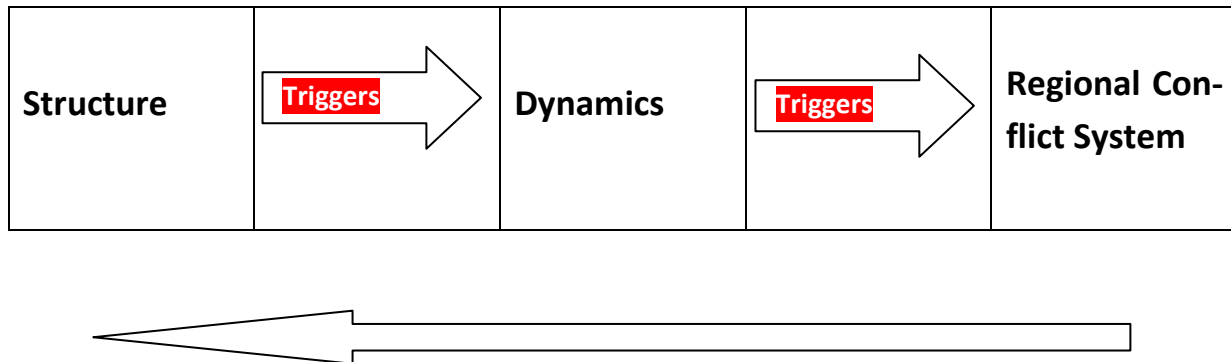 Structure
Triggers
Dynamics
Triggers
Regional Con-
flict System